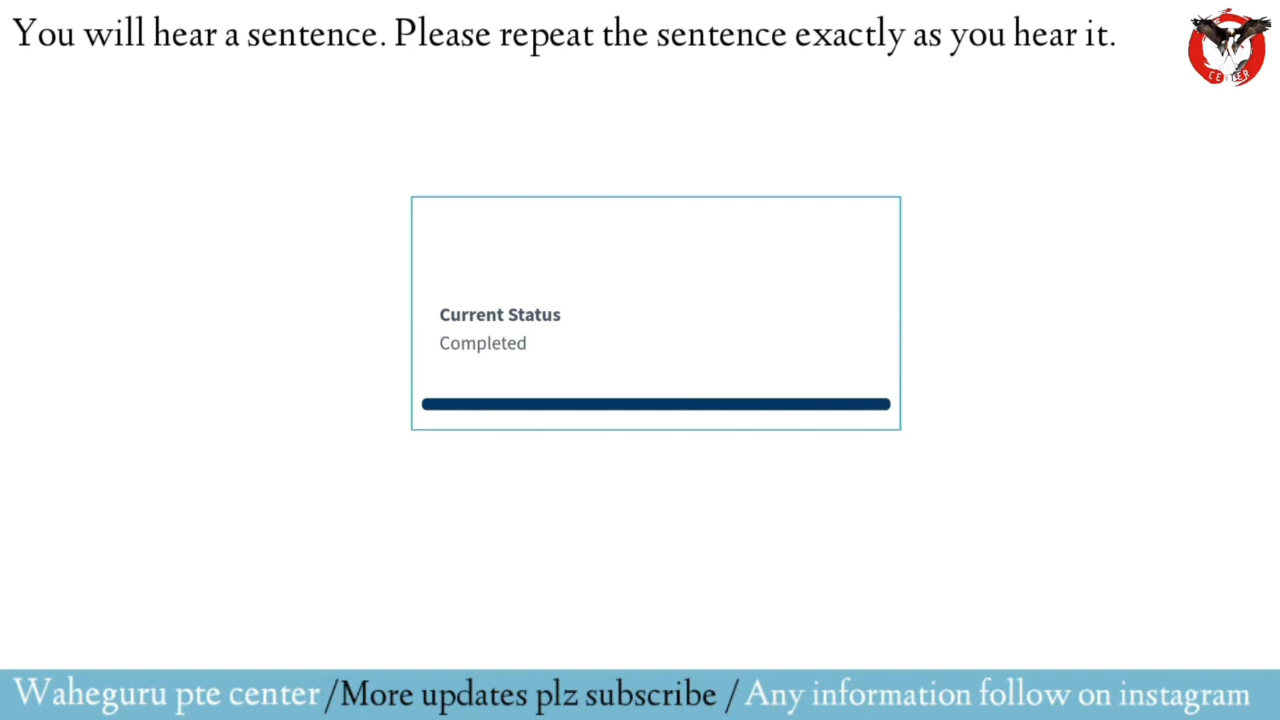 You will hear a sentence. Please repeat the sentence exactly as you hear it.
CENTER
Current Status
Completed
Waheguru pte center /More updates plz subscribe / Any information follow on instagram